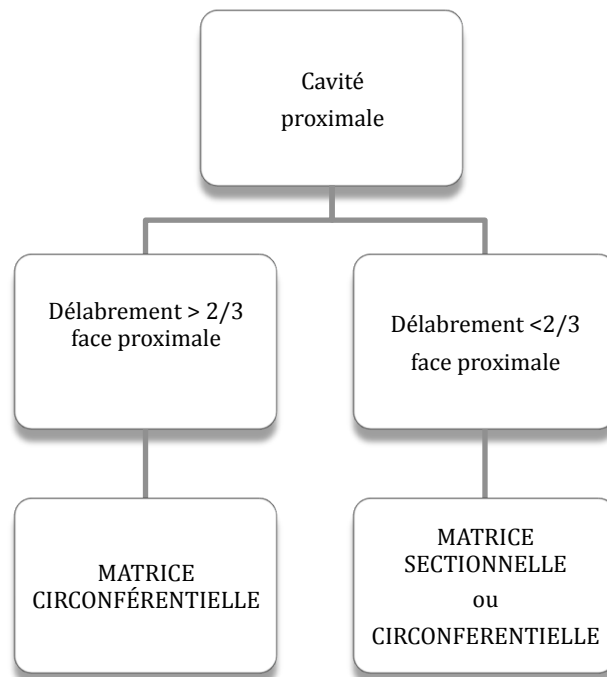 Cavité
proximale
Délabrement > 2/3
face proximale
Délabrement <2/3
face proximale
MATRICE
CIRCONFÉRENTIELLE
MATRICE
SECTIONNELLE
ou
CIRCONFERENTIELLE